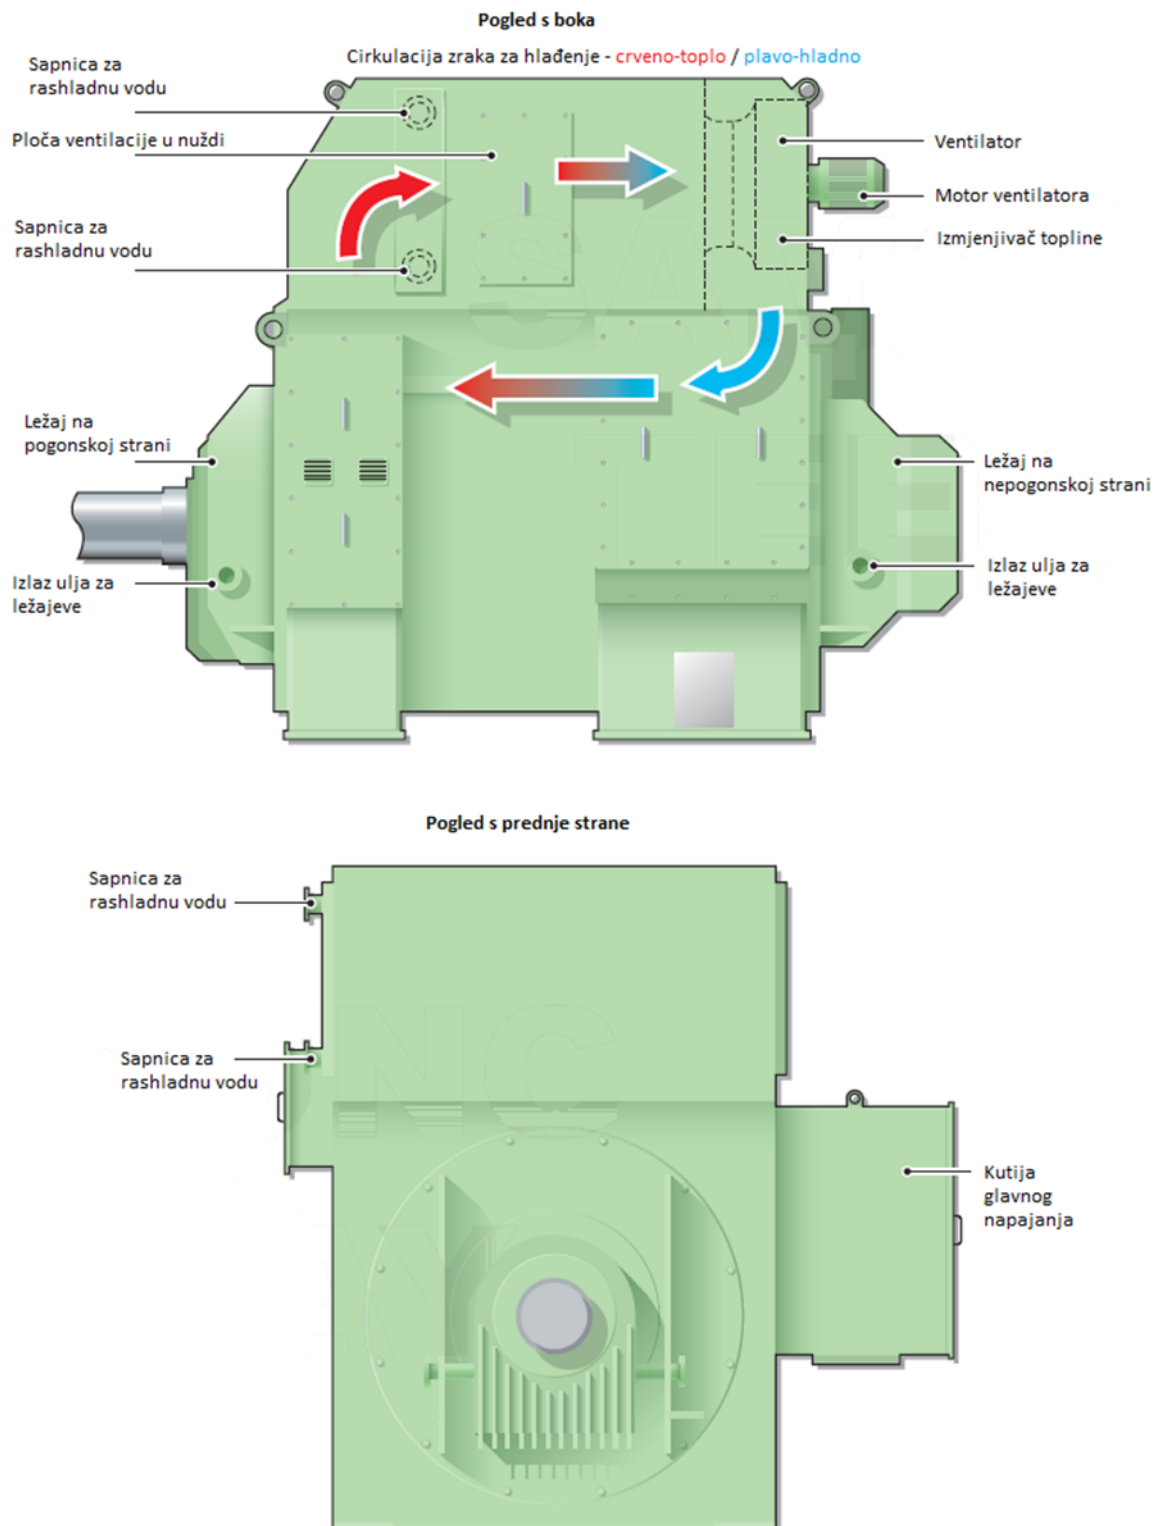 Pogled s boka
Cirkulacija zraka za hlađenje - crveno-toplo / plavo-hladno
Sapnica za
rashladnu vodu
Ploča ventilacije u nuždi
Sapnica za
rashladnu vodu
Ventilator
Motor ventilatora
Izmjenjivač topline
Ležaj na
pogonskoj strani
Ležaj na
nepogonskoj strani
Izlaz ulja za
ležajeve
Izlaz ulja za
ležajeve
Pogled s prednje strane
Sapnica za
rashladnu vodu
Sapnica za
rashladnu vodu
Kutija
glavnog
napajanja